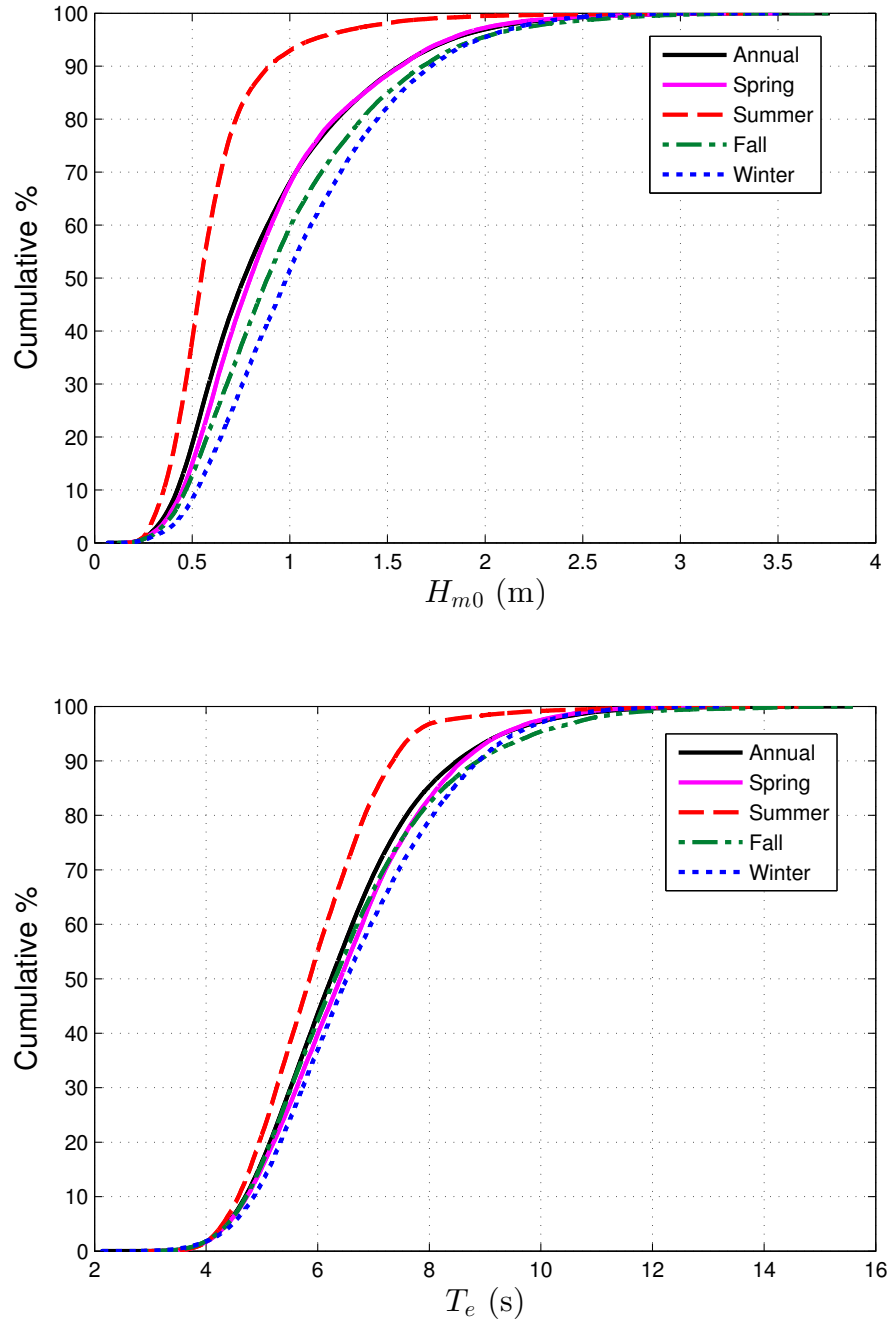 100
90
80
70
60
50
40
30
20
10
0
Cumulative %
Annual
Spring
Summer
Fall
Winter
0 0.5 1 1.5 2 2.5 3 3.5 4
H_{m0} (m)
100
90
80
70
60
50
40
30
20
10
0
Cumulative %
Annual
Spring
Summer
Fall
Winter
2 4 6 8 10 12 14 16
T_e (s)